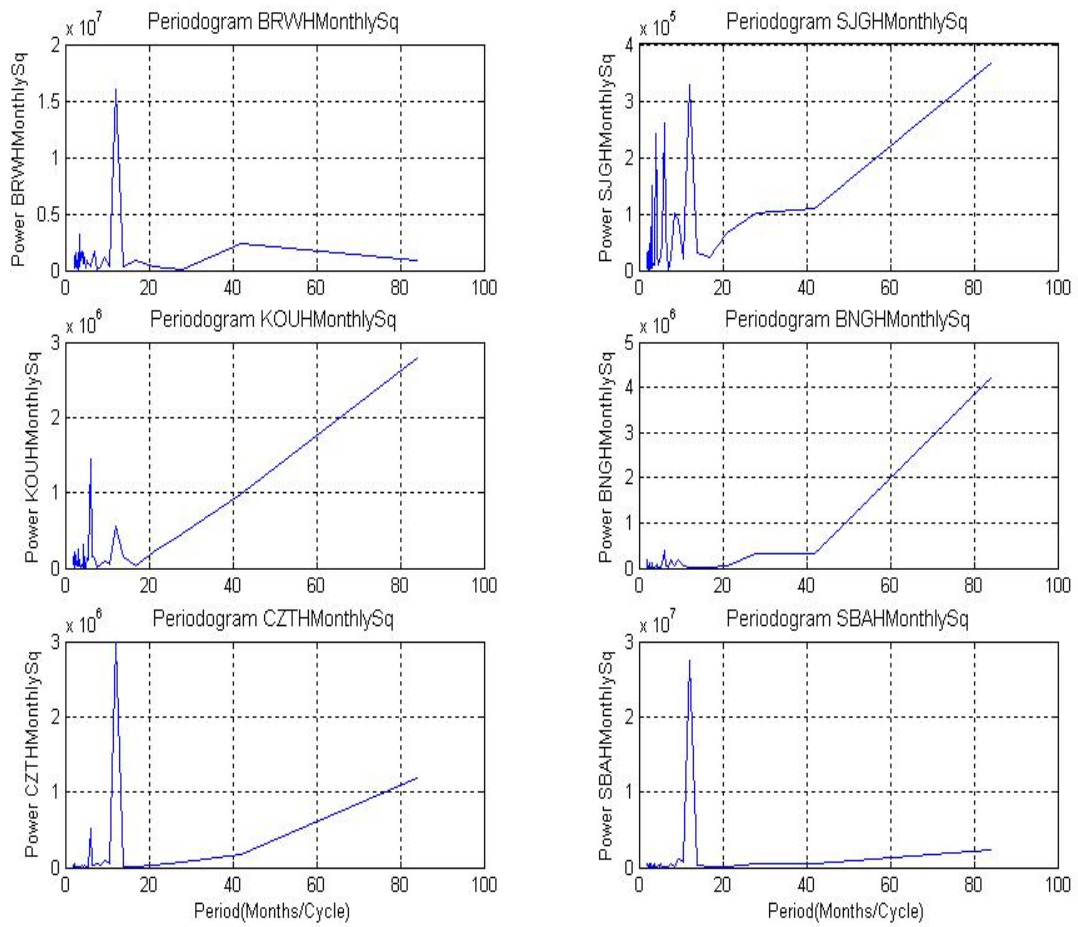 x 10^7
Periodogram BRWHMonthlySq
Power BRWHMonthlySq
2
1.5
1
0.5
0
0 20 40 60 80 100
x 10^5
Periodogram SJGHMonthlySq
Power SJGHMonthlySq
4
3
2
1
0
0 20 40 60 80 100
x 10^6
Periodogram KOUHMonthlySq
Power KOUHMonthlySq
3
2
1
0
0 20 40 60 80 100
x 10^6
Periodogram BNGHMonthlySq
Power BNGHMonthlySq
5
4
3
2
1
0
0 20 40 60 80 100
x 10^6
Periodogram CZTHMonthlySq
Power CZTHMonthlySq
3
2
1
0
0 20 40 60 80 100
Period(Months/Cycle)
x 10^7
Periodogram SBAHMonthlySq
Power SBAHMonthlySq
3
2
1
0
0 20 40 60 80 100
Period(Months/Cycle)